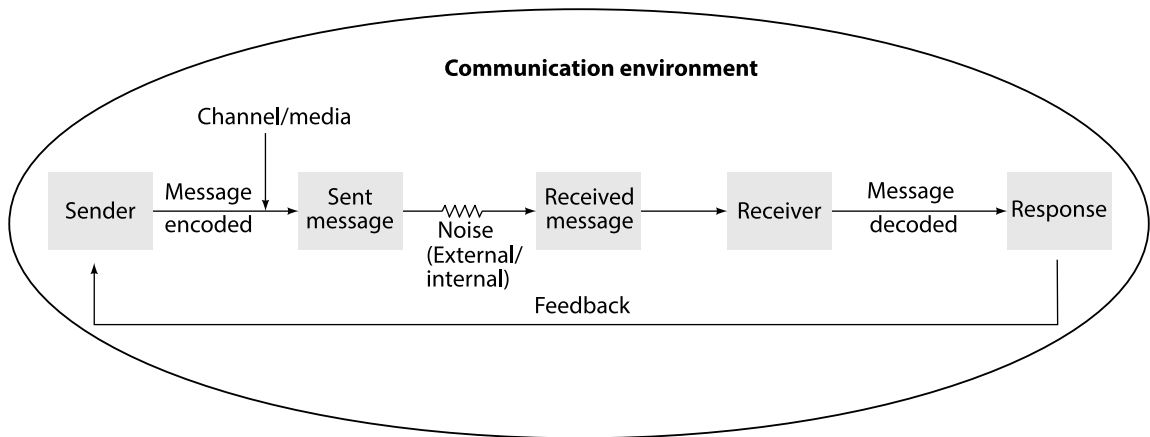 Communication environment
Channel/media
Sender
Message
encoded
Sent
message
Noise
(External/
internal)
Received
message
Receiver
Message
decoded
Response
Feedback